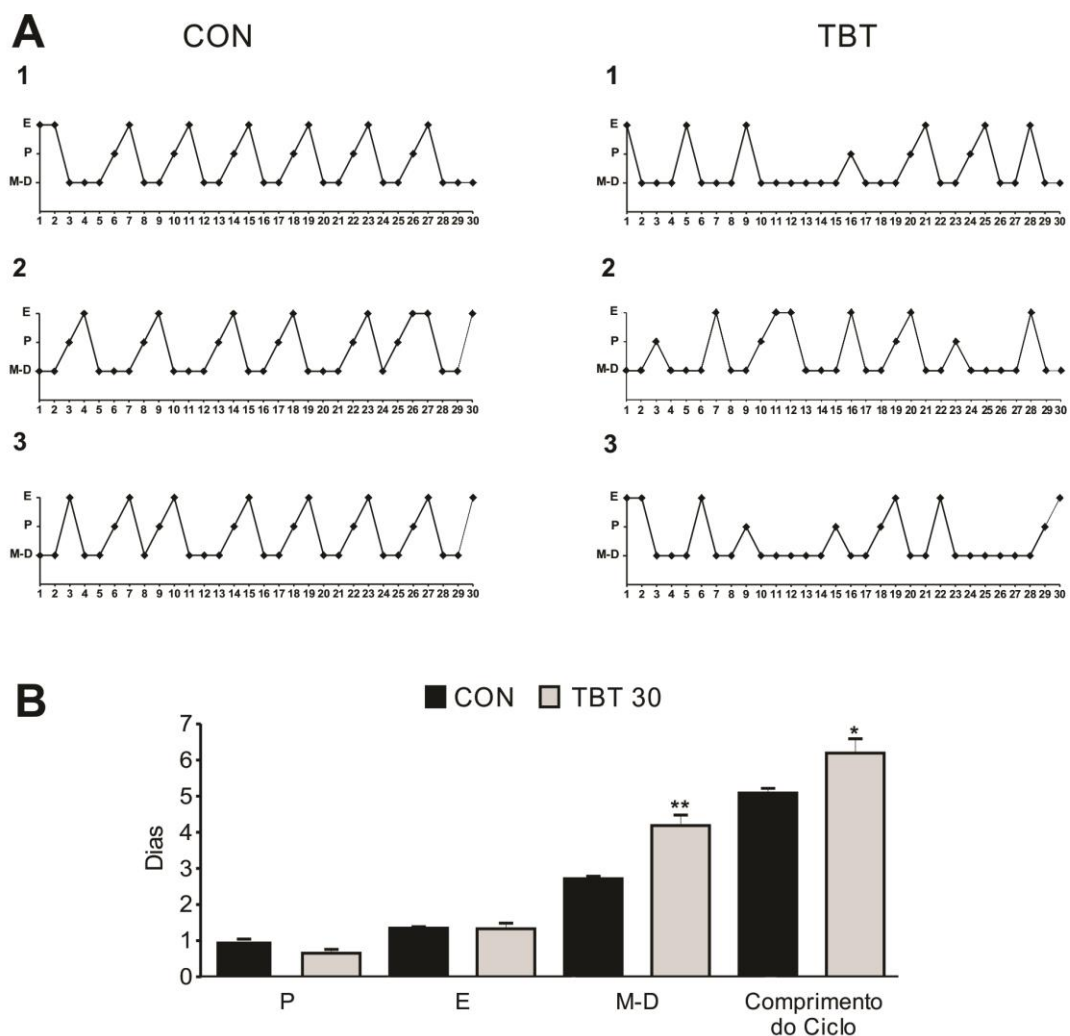 A
CON
TBT
1
1
E
P
M-D
1 2 3 4 5 6 7 8 9 10 11 12 13 14 15 16 17 18 19 20 21 22 23 24 25 26 27 28 29 30
E
P
M-D
1 2 3 4 5 6 7 8 9 10 11 12 13 14 15 16 17 18 19 20 21 22 23 24 25 26 27 28 29 30
2
2
E
P
M-D
1 2 3 4 5 6 7 8 9 10 11 12 13 14 15 16 17 18 19 20 21 22 23 24 25 26 27 28 29 30
E
P
M-D
1 2 3 4 5 6 7 8 9 10 11 12 13 14 15 16 17 18 19 20 21 22 23 24 25 26 27 28 29 30
3
3
E
P
M-D
1 2 3 4 5 6 7 8 9 10 11 12 13 14 15 16 17 18 19 20 21 22 23 24 25 26 27 28 29 30
E
P
M-D
1 2 3 4 5 6 7 8 9 10 11 12 13 14 15 16 17 18 19 20 21 22 23 24 25 26 27 28 29 30
B
CON
TBT 30
Dias
7
6
5
4
3
2
1
0
**
*
P
E
M-D
Comprimento
do Ciclo